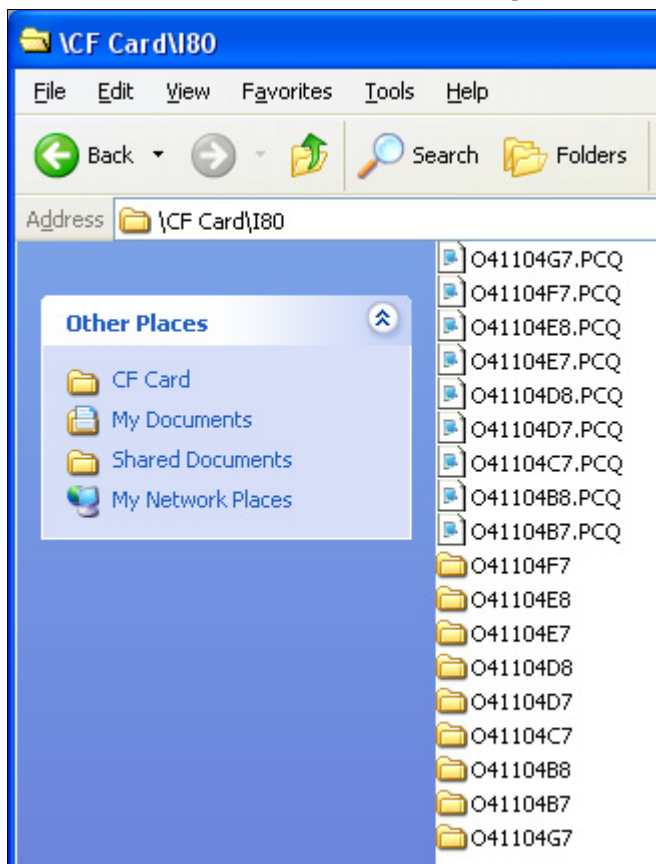 \CF Card\I80
File Edit View Favorites Tools Help
Back Search Folders
Address \CF Card\I80
Other Places
CF Card
My Documents
Shared Documents
My Network Places
O41104G7.PCQ
O41104F7.PCQ
O41104E8.PCQ
O41104E7.PCQ
O41104D8.PCQ
O41104D7.PCQ
O41104C7.PCQ
O41104B8.PCQ
O41104B7.PCQ
O41104F7
O41104E8
O41104E7
O41104D8
O41104D7
O41104C7
O41104B8
O41104B7
O41104G7